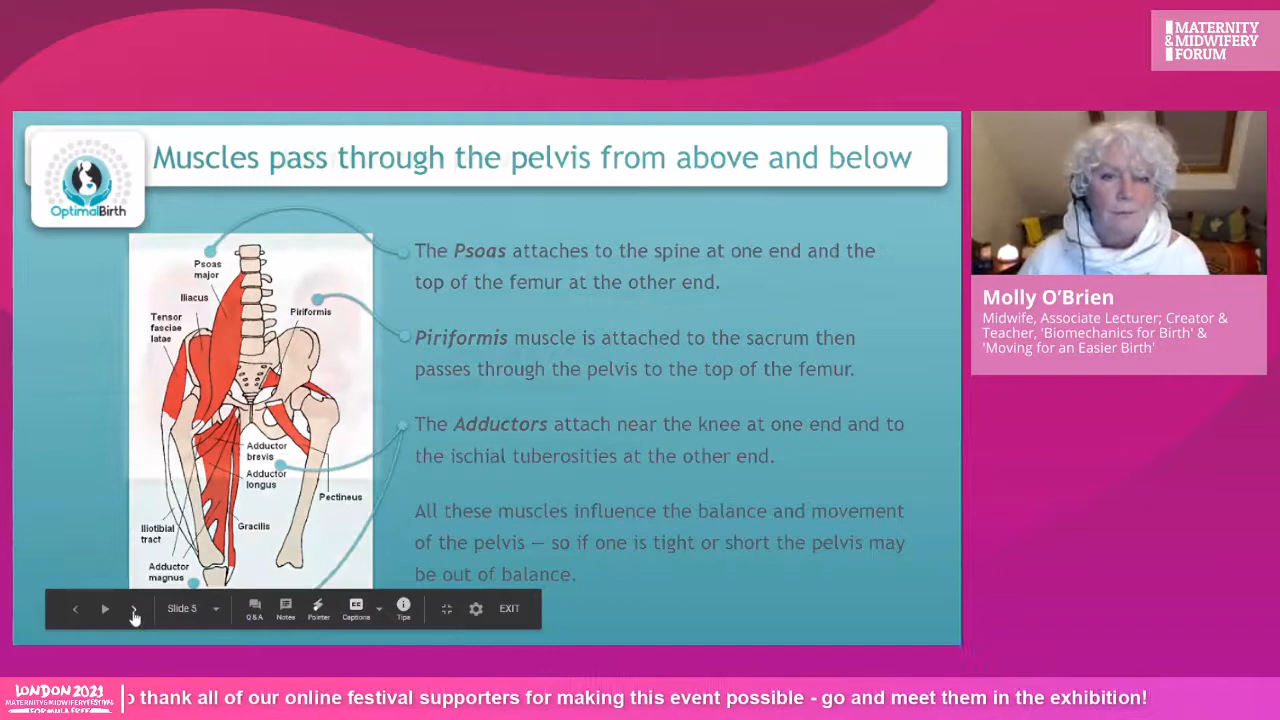 MATERNITY
&MIDWIFERY
FORUM
Muscles pass through the pelvis from above and below
OptimalBirth
Psoas
major
Iliacus
Tensor
fasciae
latae
Piriformis
Adductor
brevis
Adductor
longus
Pectineus
Gracilis
Iliotibial
tract
Adductor
magnus
The Psoas attaches to the spine at one end and the
top of the femur at the other end.
Piriformis muscle is attached to the sacrum then
passes through the pelvis to the top of the femur.
The Adductors attach near the knee at one end and to
the ischial tuberosities at the other end.
All these muscles influence the balance and movement
of the pelvis – so if one is tight or short the pelvis may
be out of balance.
Slide 5
Q&A
Notes
Pointer
CC
Captions
Tips
EXIT
Molly O'Brien
Midwife, Associate Lecturer; Creator &
Teacher, 'Biomechanics for Birth' &
'Moving for an Easier Birth'
LONDON 2021
MATERNITY&MIDWIFERY FESTIVAL
FORMULA FREE
thank all of our online festival supporters for making this event possible - go and meet them in the exhibition!